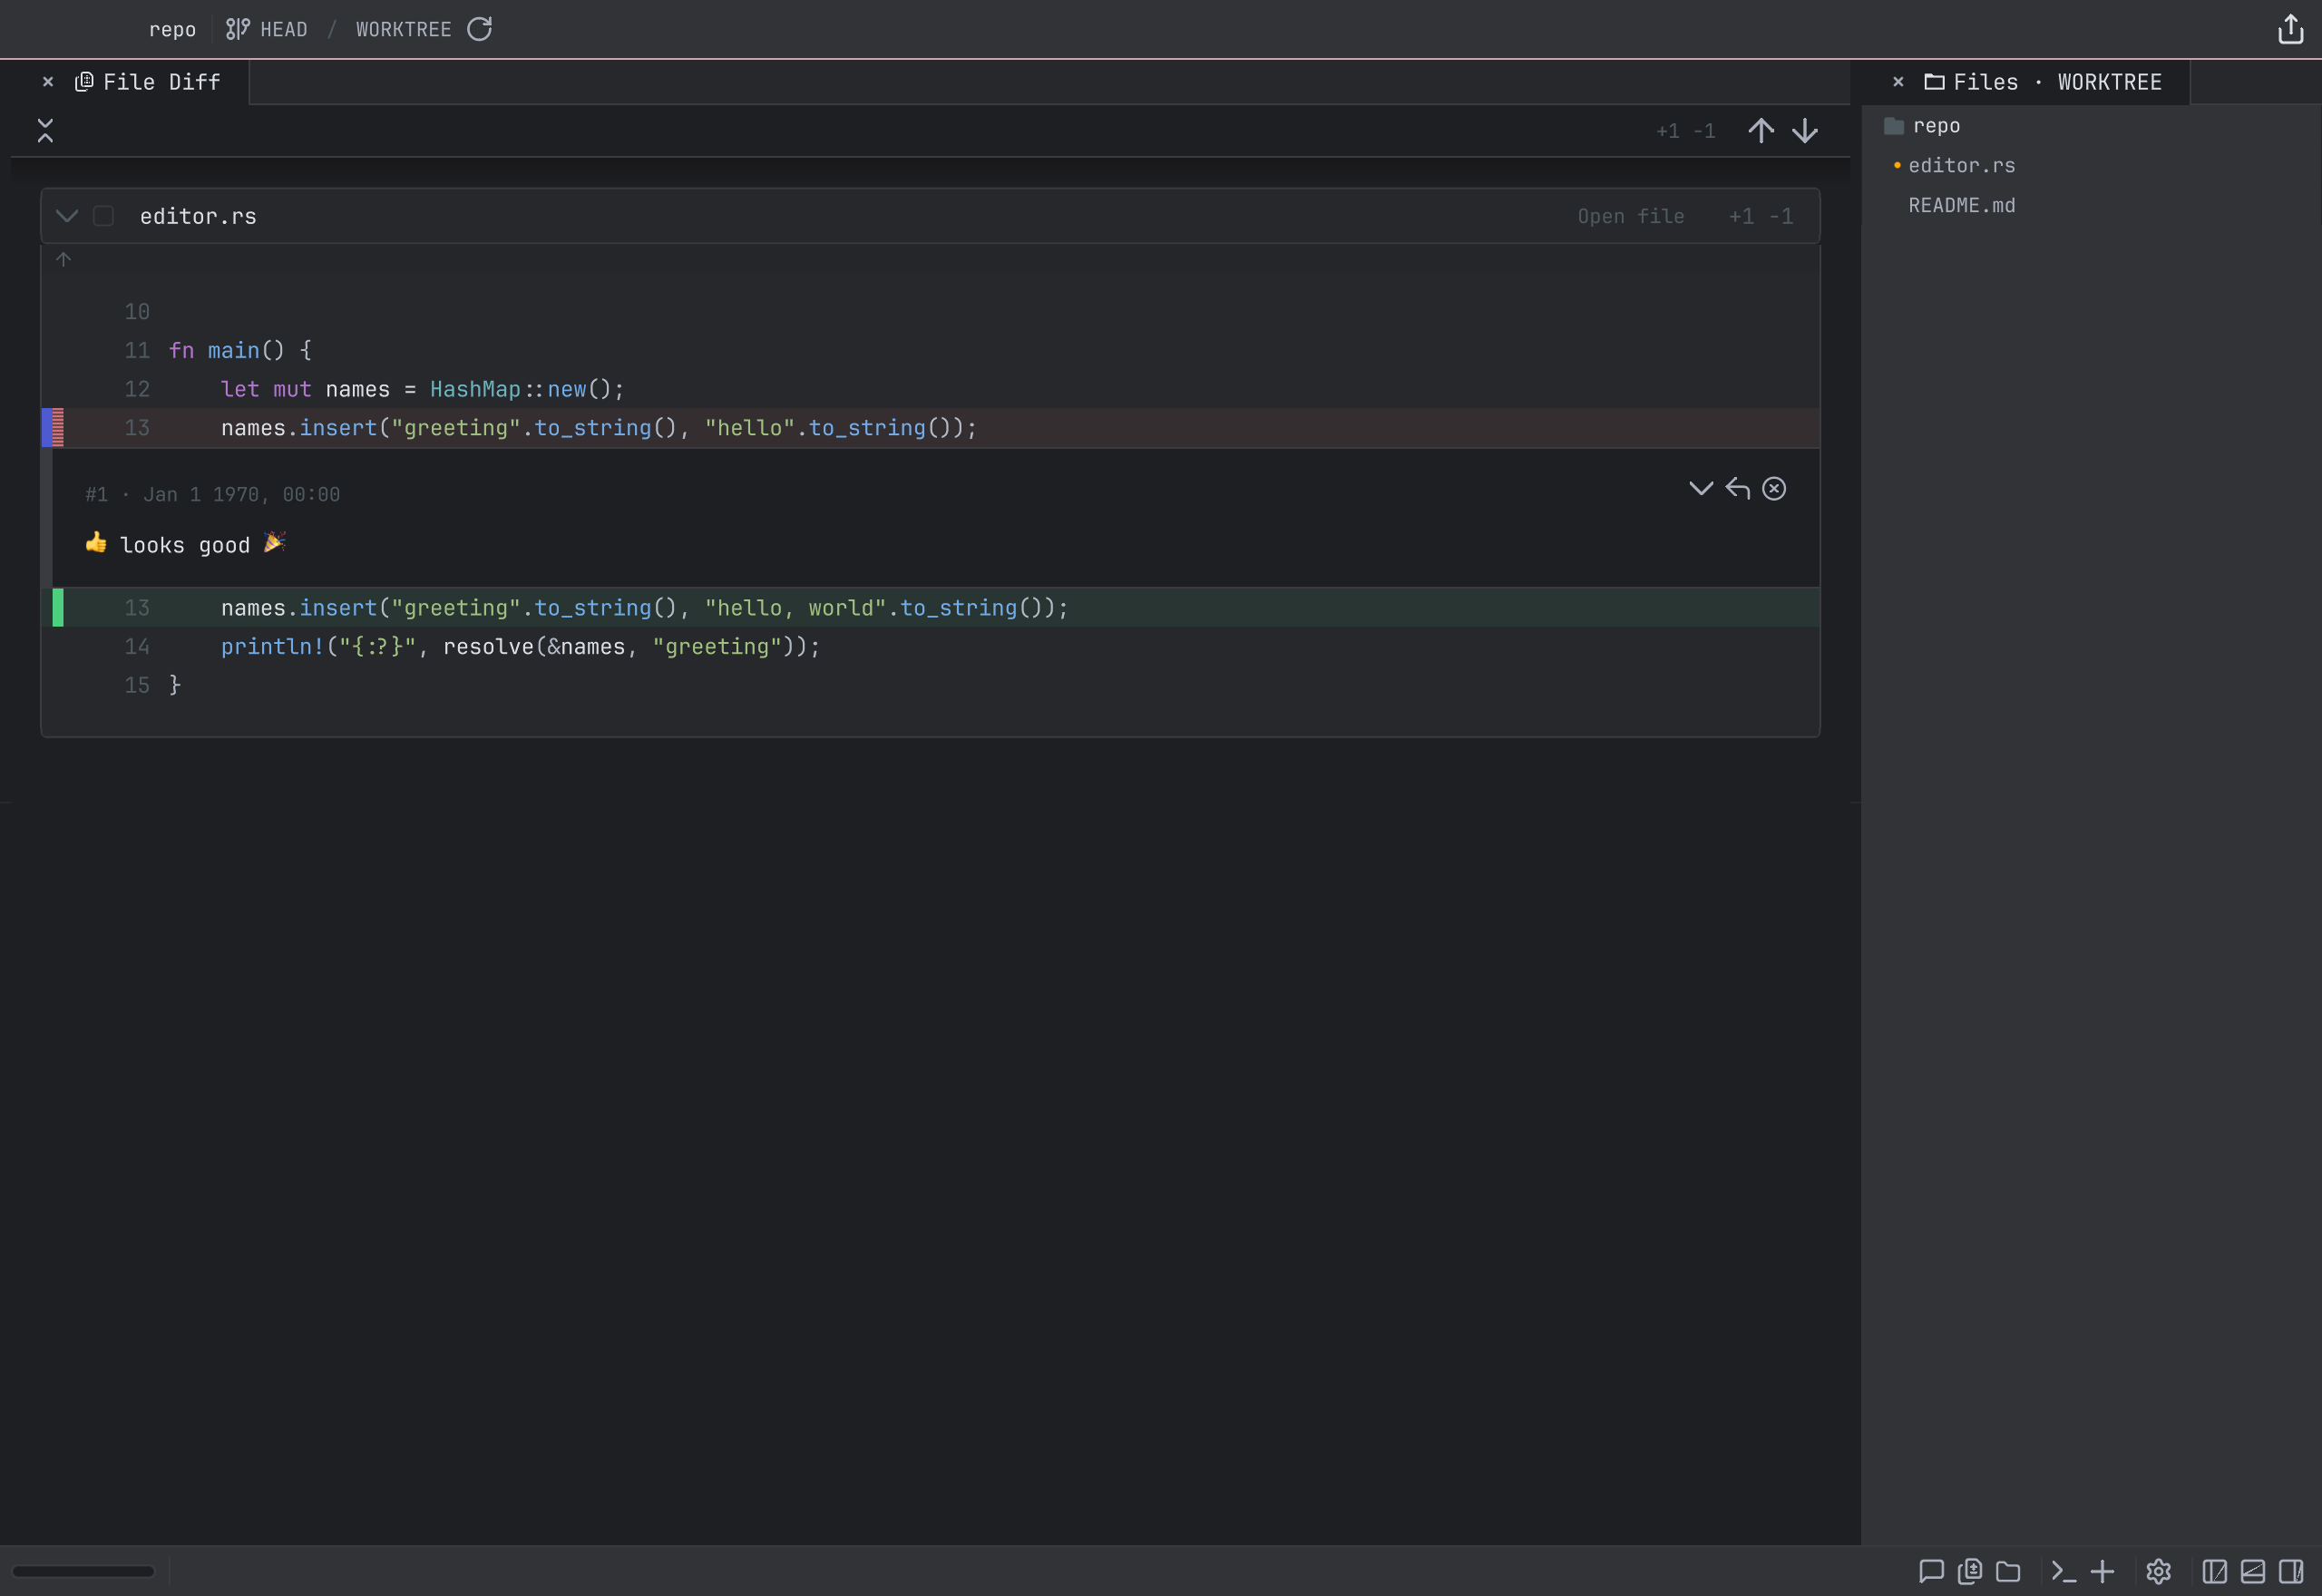 repo HEAD / WORKTREE
× File Diff
× Files · WORKTREE
+1 -1
repo
editor.rs
README.md
editor.rs Open file +1 -1
10
11 fn main() {
12     let mut names = HashMap::new();
13     names.insert("greeting".to_string(), "hello".to_string());
#1 · Jan 1 1970, 00:00
👍 looks good 🎉
13     names.insert("greeting".to_string(), "hello, world".to_string());
14     println!("{:?}", resolve(&names, "greeting"));
15 }